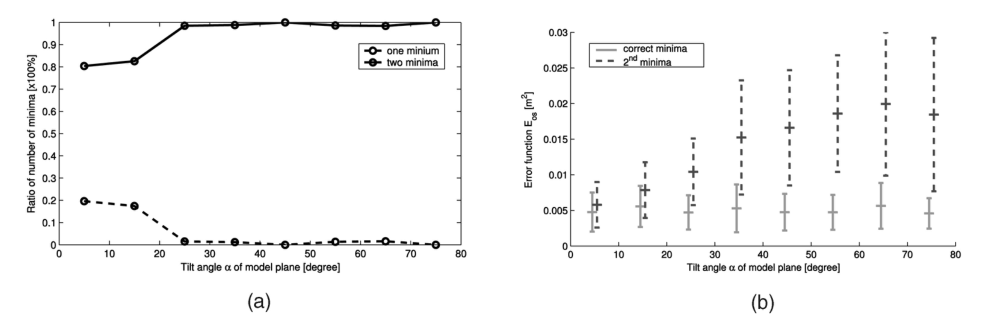 1
0.9
0.8
0.7
0.6
0.5
0.4
0.3
0.2
0.1
0
Ratio of number of minima [x100%]
one minium
two minima
0 10 20 30 40 50 60 70 80
Tilt angle α of model plane [degree]
(a)
0.03
0.025
0.02
0.015
0.01
0.005
0
Error function E_os [m²]
correct minima
2nd minima
0 10 20 30 40 50 60 70 80
Tilt angle α of model plane [degree]
(b)